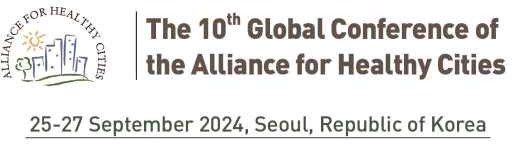 ALLIANCE FOR HEALTHY CITIES
The 10th Global Conference of
the Alliance for Healthy Cities
25-27 September 2024, Seoul, Republic of Korea